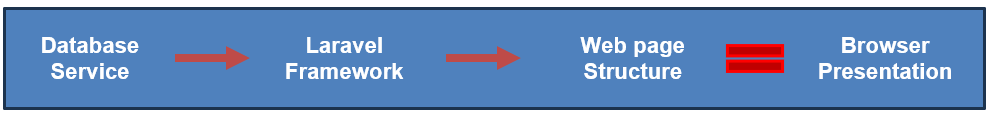 Database
Service
Laravel
Framework
Web page
Structure
Browser
Presentation